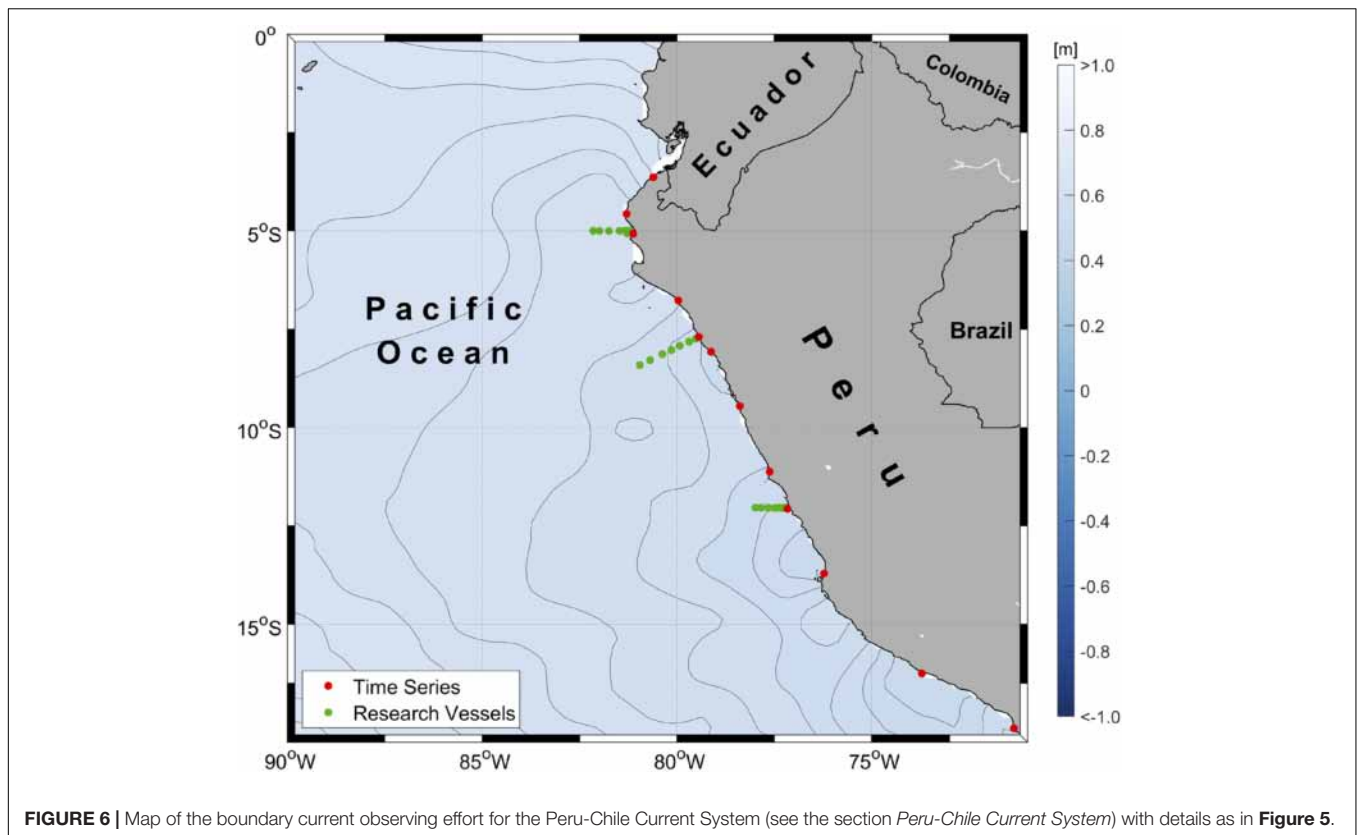 0°
[m]
>1.0
Colombia
0.8
Ecuador
0.6
5°S
0.4
Pacific
Ocean
Peru
Brazil
0.2
0
10°S
-0.2
-0.4
15°S
-0.6
-0.8
Time Series
Research Vessels
<-1.0
90°W
85°W
80°W
75°W
FIGURE 6 | Map of the boundary current observing effort for the Peru-Chile Current System (see the section Peru-Chile Current System) with details as in Figure 5.